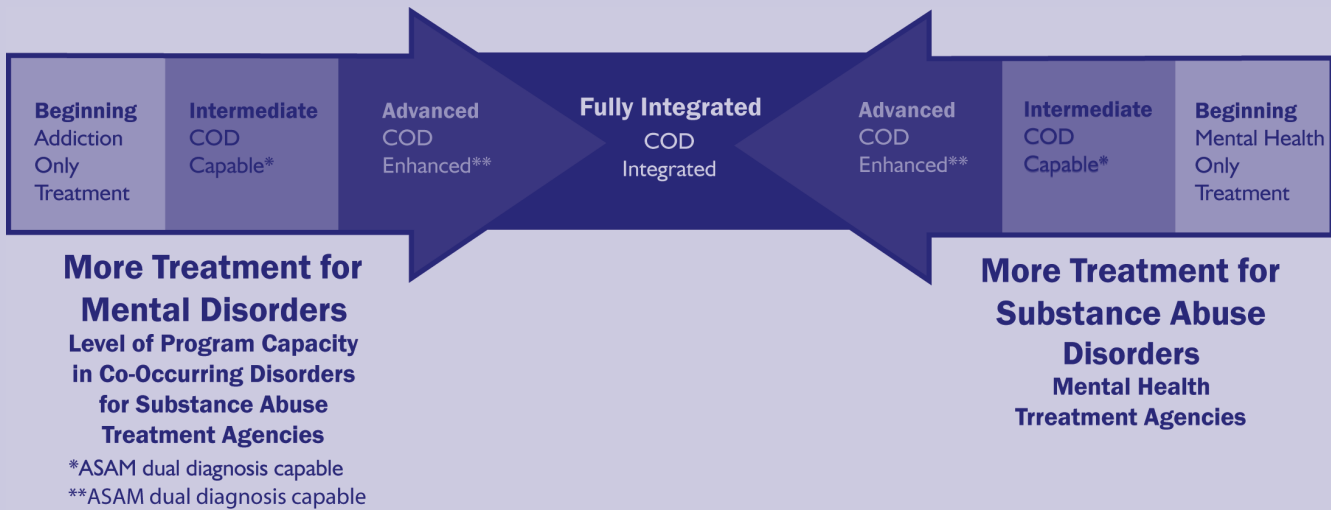 Beginning
Addiction
Only
Treatment
Intermediate
COD
Capable*
Advanced
COD
Enhanced**
Fully Integrated
COD
Integrated
Advanced
COD
Enhanced**
Intermediate
COD
Capable*
Beginning
Mental Health
Only
Treatment
More Treatment for
Mental Disorders
Level of Program Capacity
in Co-Occurring Disorders
for Substance Abuse
Treatment Agencies
*ASAM dual diagnosis capable
**ASAM dual diagnosis capable
More Treatment for
Substance Abuse
Disorders
Mental Health
Trreatment Agencies